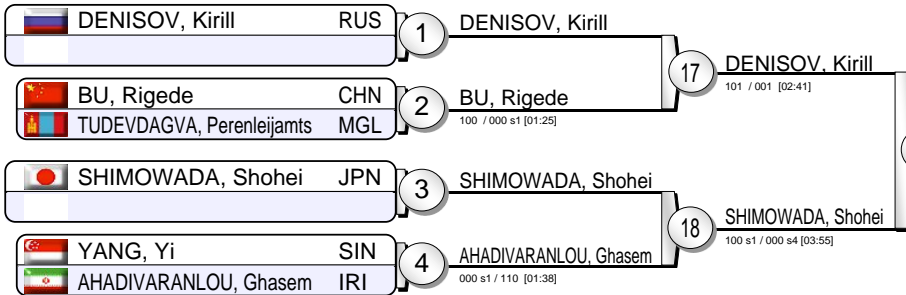 DENISOV, Kirill RUS
1
DENISOV, Kirill
17
DENISOV, Kirill
101 / 001 [02:41]
BU, Rigede CHN
TUDEVDAGVA, Perenleijamts MGL
2
BU, Rigede
100 / 000 s1 [01:25]
SHIMOWADA, Shohei JPN
3
SHIMOWADA, Shohei
18
SHIMOWADA, Shohei
100 s1 / 000 s4 [03:55]
YANG, Yi SIN
AHADIVARANLOU, Ghasem IRI
4
AHADIVARANLOU, Ghasem
000 s1 / 110 [01:38]